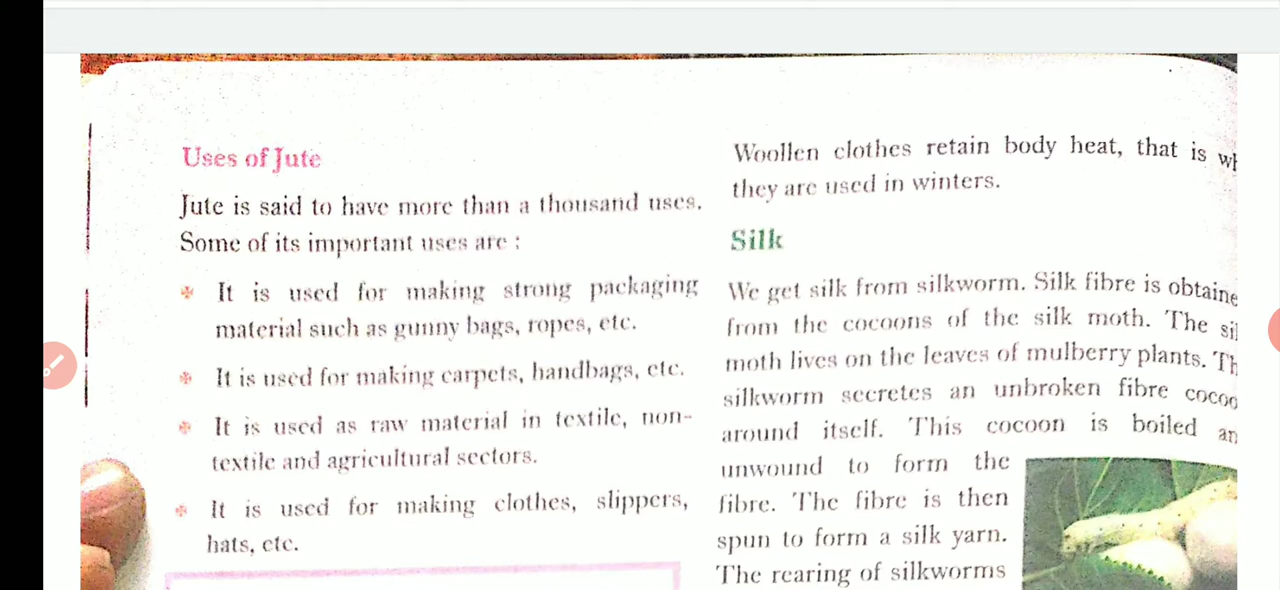 Uses of Jute
Jute is said to have more than a thousand uses.
Some of its important uses are :
It is used for making strong packaging
material such as gunny bags, ropes, etc.
It is used for making carpets, handbags, etc.
It is used as raw material in textile, non-
textile and agricultural sectors.
It is used for making clothes, slippers,
hats, etc.
Woollen clothes retain body heat, that is
they are used in winters.
Silk
We get silk from silkworm. Silk fibre is obtaine
from the cocoons of the silk moth. The
moth lives on the leaves of mulberry plants.
silkworm secretes an unbroken fibre
around itself. This cocoon is boiled
unwound to form the
fibre. The fibre is then
spun to form a silk yarn.
The rearing of silkworms